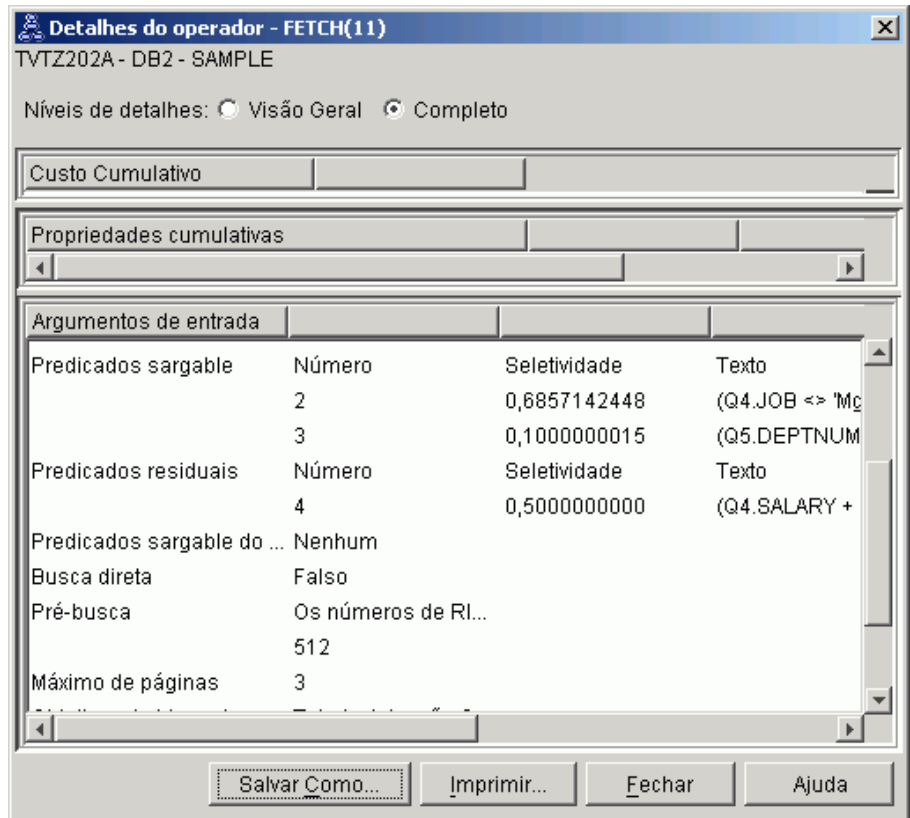 Detalhes do operador - FETCH(11)
TVTZ202A - DB2 - SAMPLE
Níveis de detalhes: Visão Geral Completo
Custo Cumulativo
Propriedades cumulativas
Argumentos de entrada
Predicados sargable Número Seletividade Texto
2 0,6857142448 (Q4.JOB <> 'Mg
3 0,1000000015 (Q5.DEPTNUM
Predicados residuais Número Seletividade Texto
4 0,5000000000 (Q4.SALARY +
Predicados sargable do ... Nenhum
Busca direta Falso
Pré-busca Os números de RI...
512
Máximo de páginas 3
Salvar Como... Imprimir... Fechar Ajuda